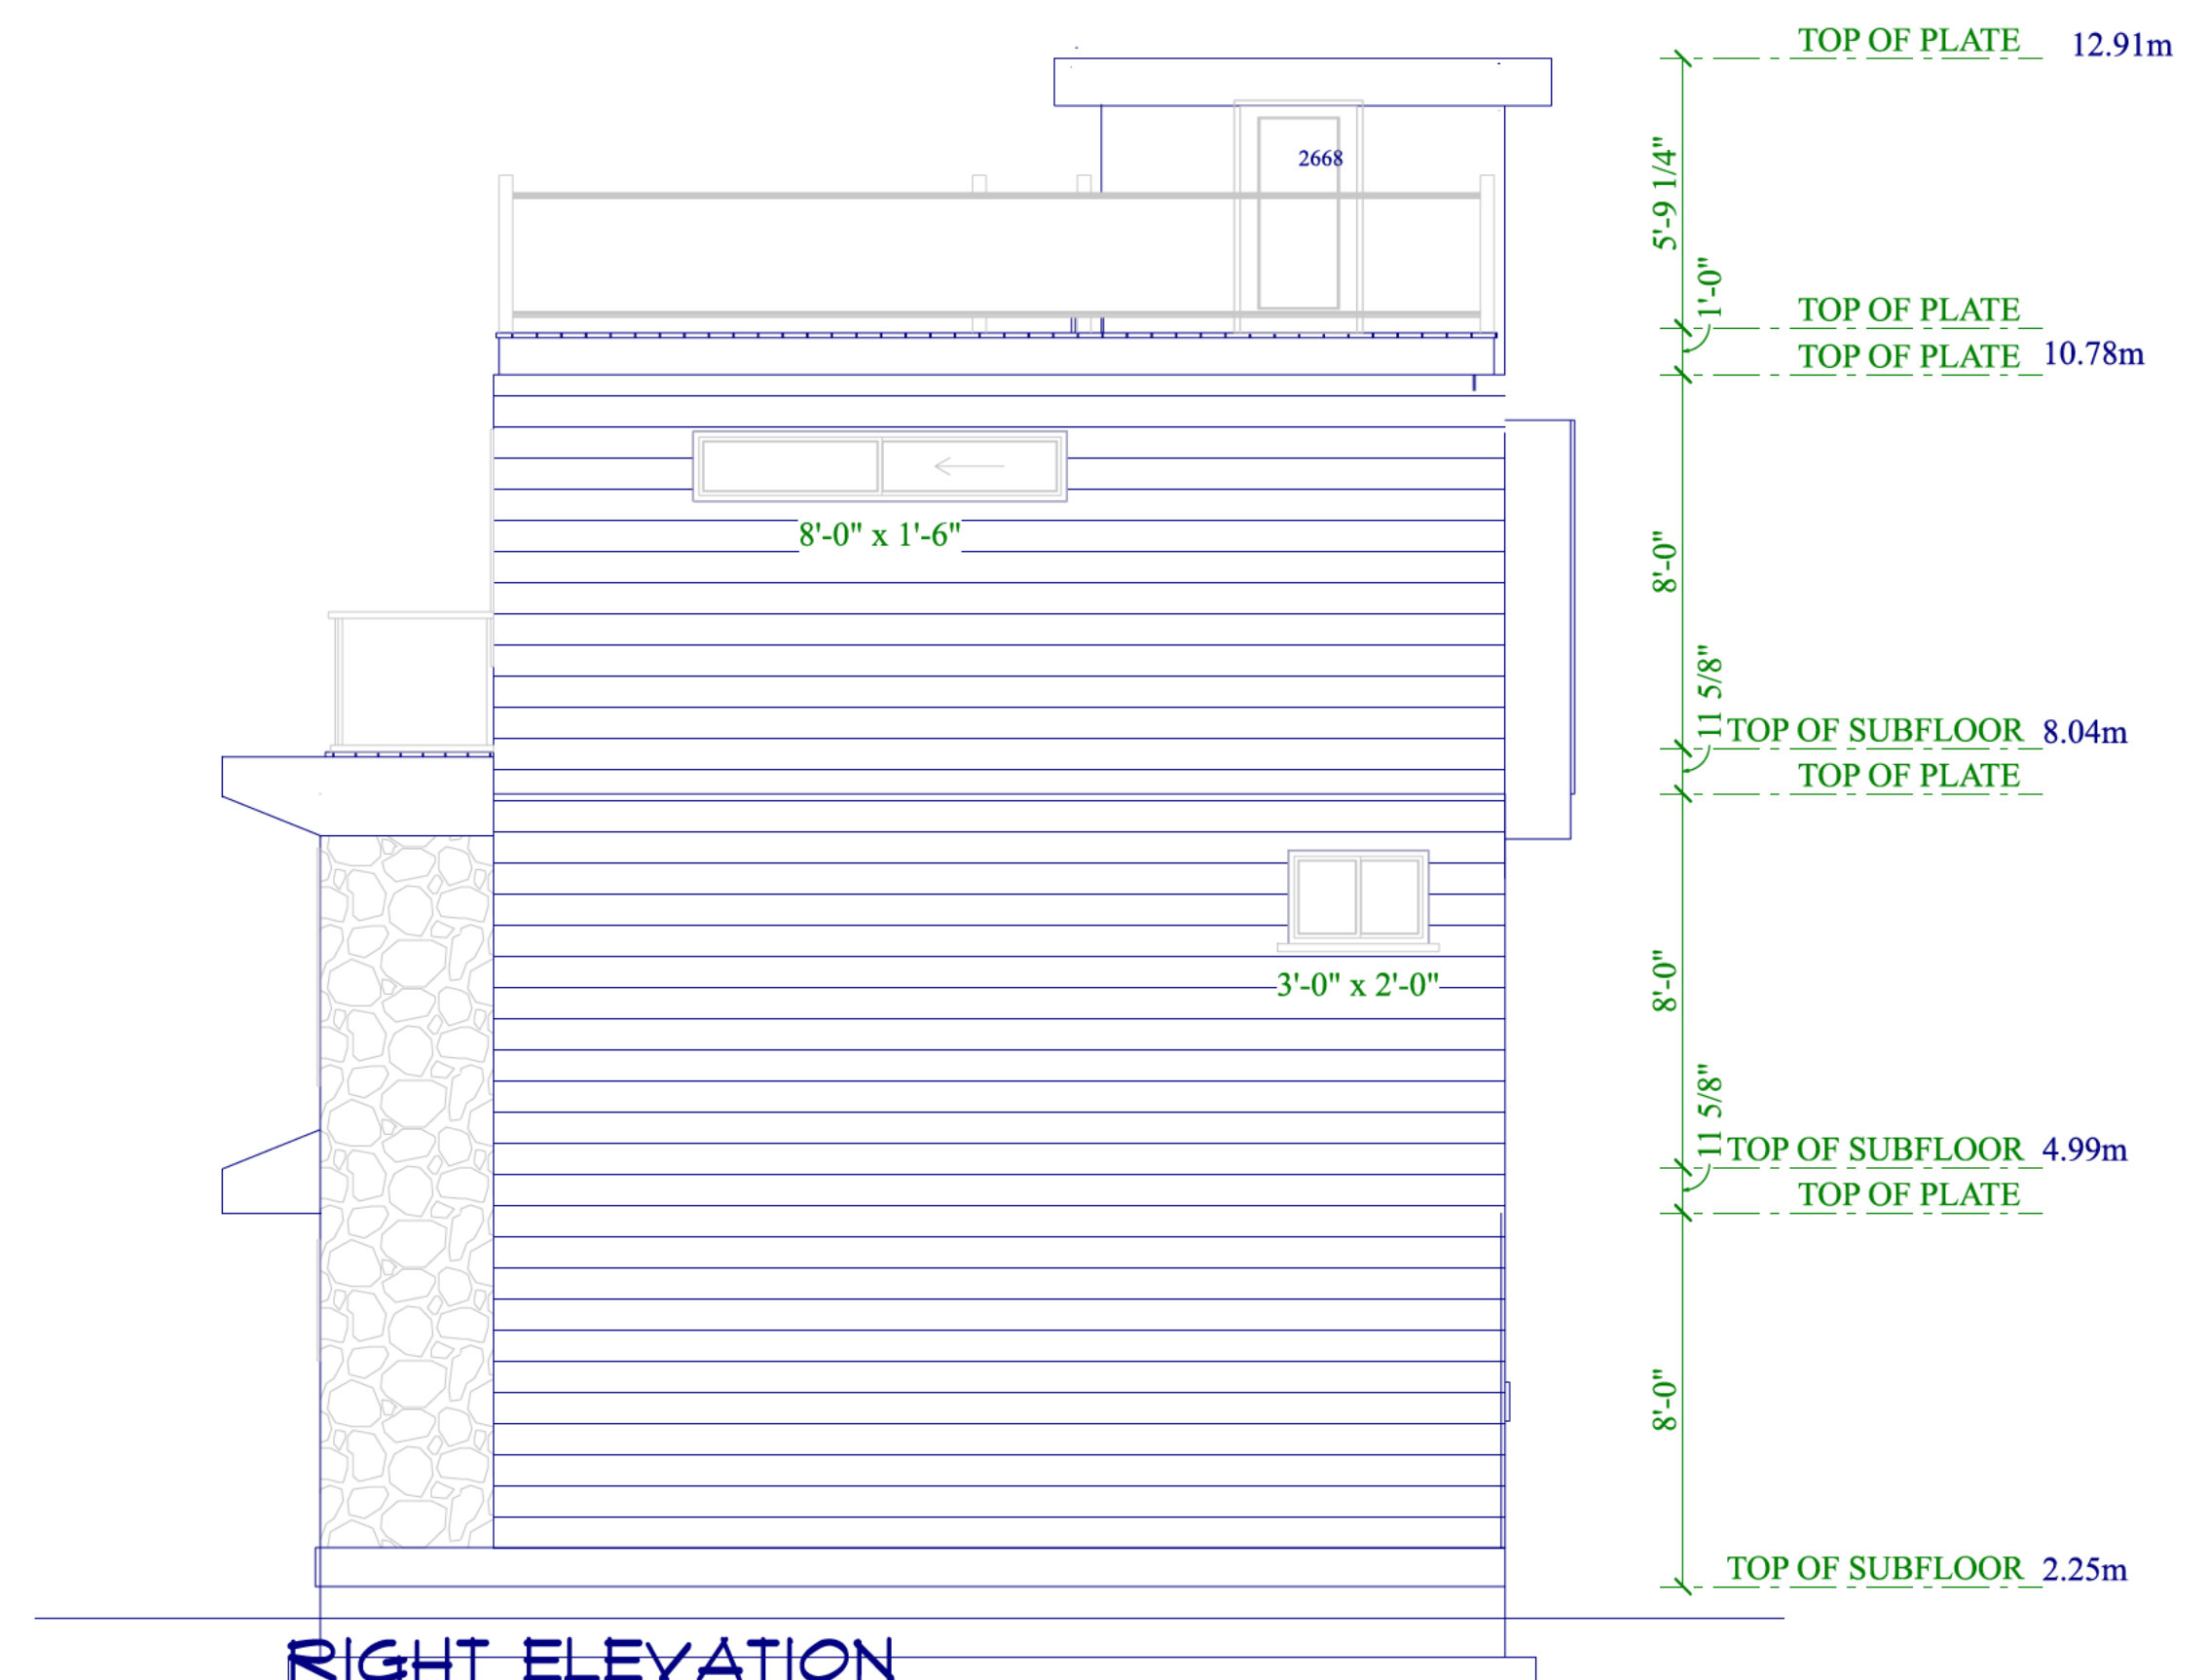 TOP OF PLATE 12.91m
5'-9 1/4"
2668
1'-0"
TOP OF PLATE
TOP OF PLATE 10.78m
8'-0" x 1'-6"
8'-0"
11 5/8"
TOP OF SUBFLOOR 8.04m
TOP OF PLATE
3'-0" x 2'-0"
8'-0"
11 5/8"
TOP OF SUBFLOOR 4.99m
TOP OF PLATE
8'-0"
TOP OF SUBFLOOR 2.25m
RIGHT ELEVATION